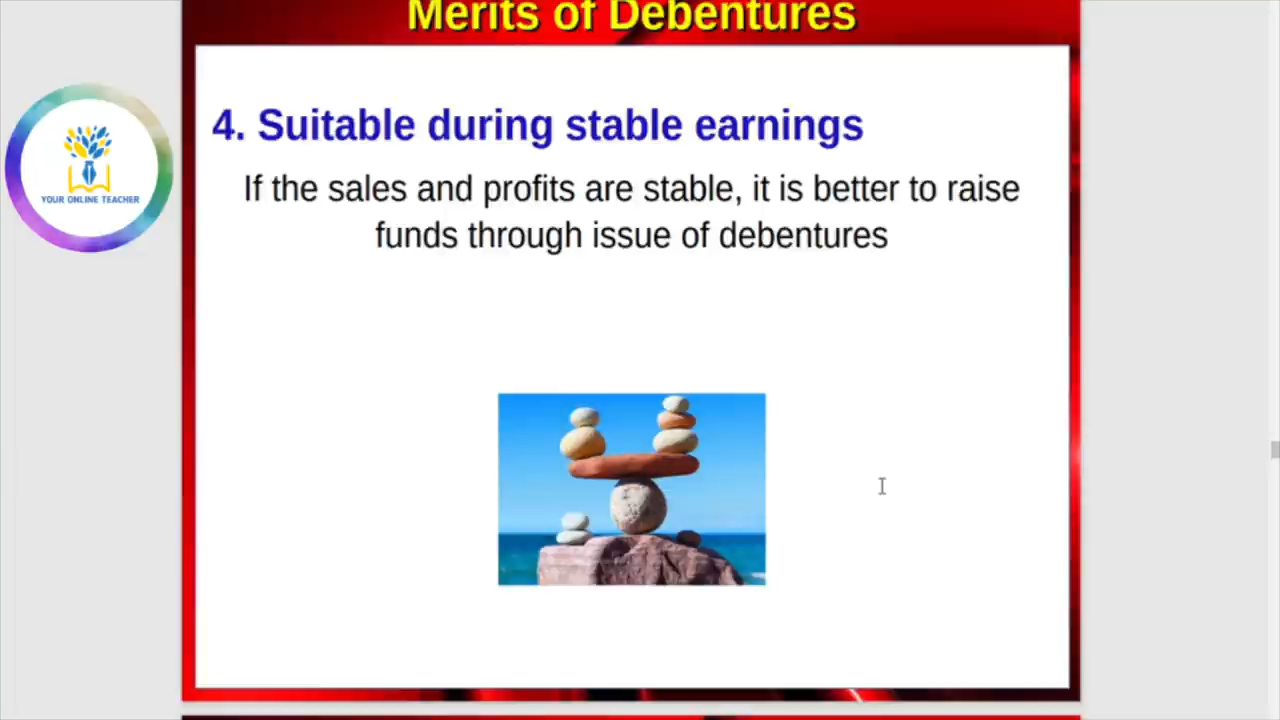 Merits of Debentures
4. Suitable during stable earnings
If the sales and profits are stable, it is better to raise
funds through issue of debentures
YOUR ONLINE TEACHER